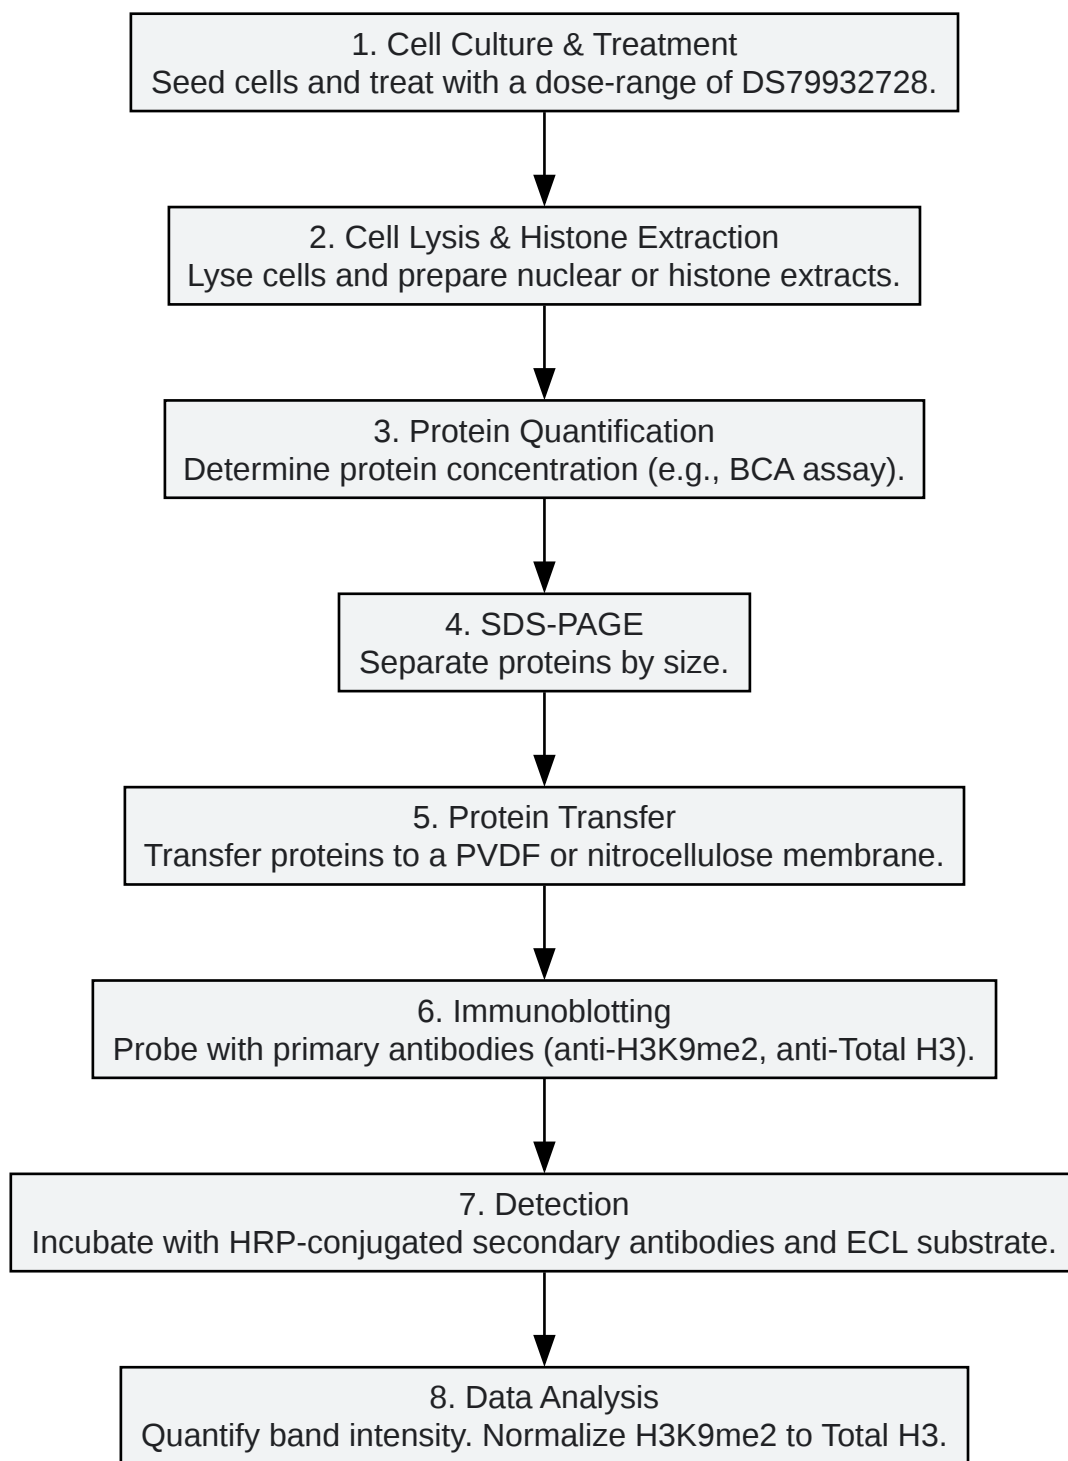 1. Cell Culture & Treatment
Seed cells and treat with a dose-range of DS79932728.
2. Cell Lysis & Histone Extraction
Lyse cells and prepare nuclear or histone extracts.
3. Protein Quantification
Determine protein concentration (e.g., BCA assay).
4. SDS-PAGE
Separate proteins by size.
5. Protein Transfer
Transfer proteins to a PVDF or nitrocellulose membrane.
6. Immunoblotting
Probe with primary antibodies (anti-H3K9me2, anti-Total H3).
7. Detection
Incubate with HRP-conjugated secondary antibodies and ECL substrate.
8. Data Analysis
Quantify band intensity. Normalize H3K9me2 to Total H3.